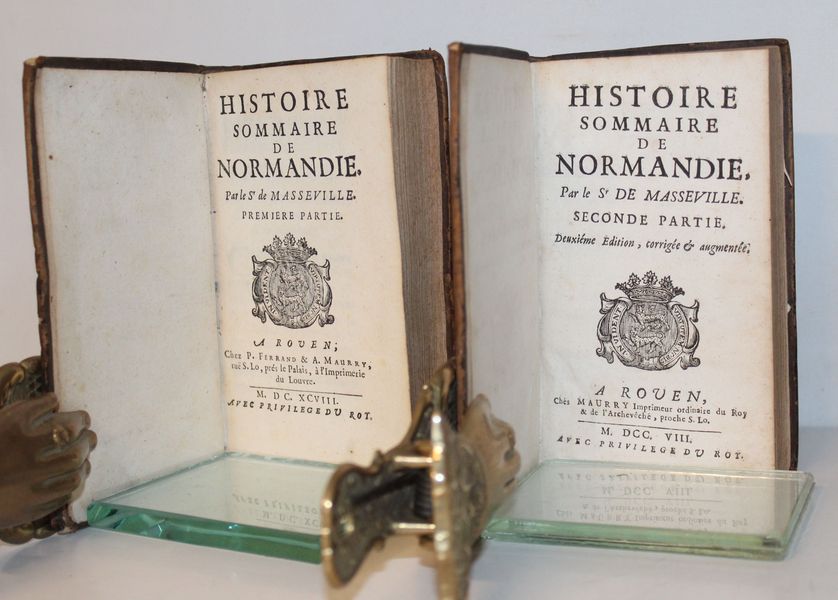 HISTOIRE
SOMMAIRE
DE
NORMANDIE.
Par le Sr de MASSEVILLE.
PREMIERE PARTIE.
A ROUEN,
Chez P. FERRAND & A. MAURRY,
ruë S. Lo, prés le Palais, à l'Imprimerie
du Louvre.
M. DC. XCVIII.
AVEC PRIVILEGE DU ROY.
HISTOIRE
SOMMAIRE
DE
NORMANDIE.
Par le Sr DE MASSEVILLE.
SECONDE PARTIE.
Deuxiéme Edition, corrigée & augmentée.
A ROUEN,
Chés MAURRY Imprimeur ordinaire du Roy
& de l'Archevêché, proche S. Lo.
M. DCC. VIII.
AVEC PRIVILEGE DU ROY.